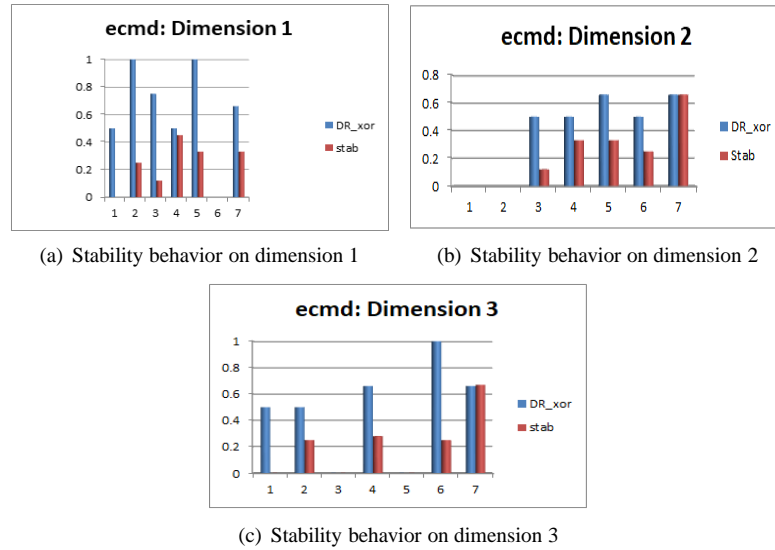 ecmd: Dimension 1
1
0.8
0.6
0.4
0.2
0
1 2 3 4 5 6 7
DR_xor
stab
(a) Stability behavior on dimension 1
ecmd: Dimension 2
0.8
0.6
0.4
0.2
0
1 2 3 4 5 6 7
DR_xor
Stab
(b) Stability behavior on dimension 2
ecmd: Dimension 3
1
0.8
0.6
0.4
0.2
0
1 2 3 4 5 6 7
DR_xor
stab
(c) Stability behavior on dimension 3